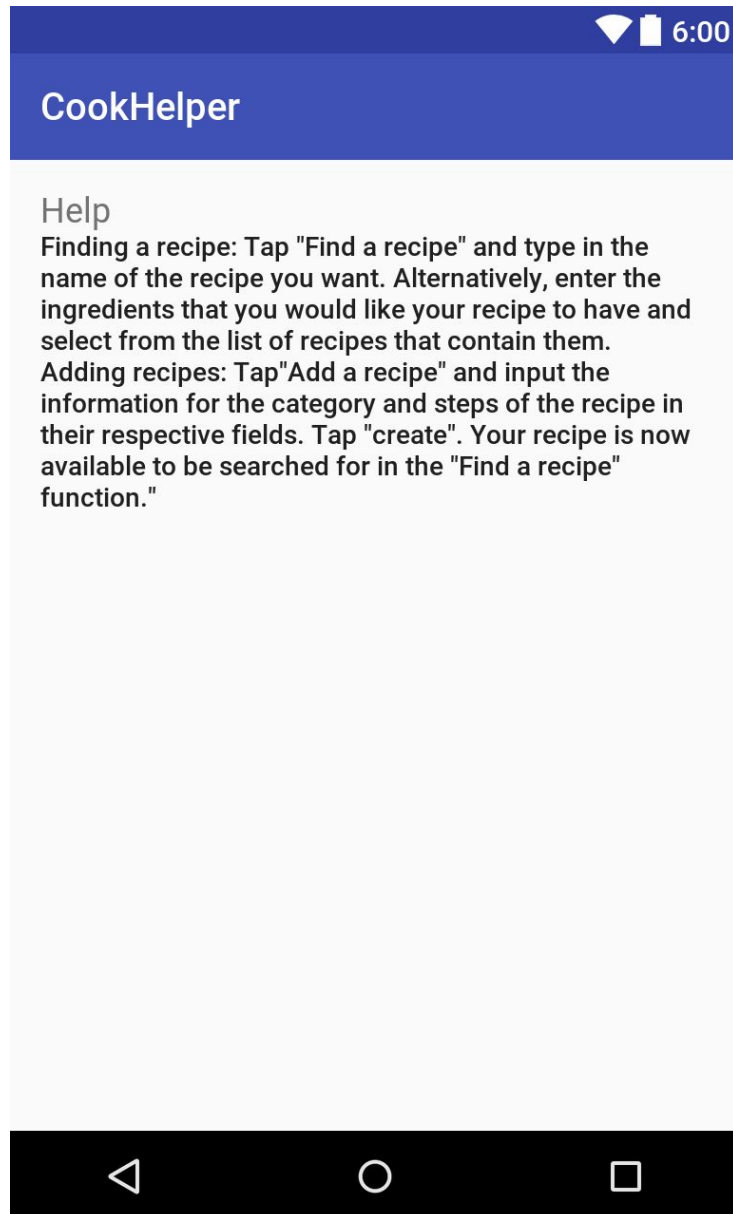 6:00
CookHelper
Help
Finding a recipe: Tap "Find a recipe" and type in the
name of the recipe you want. Alternatively, enter the
ingredients that you would like your recipe to have and
select from the list of recipes that contain them.
Adding recipes: Tap"Add a recipe" and input the
information for the category and steps of the recipe in
their respective fields. Tap "create". Your recipe is now
available to be searched for in the "Find a recipe"
function."